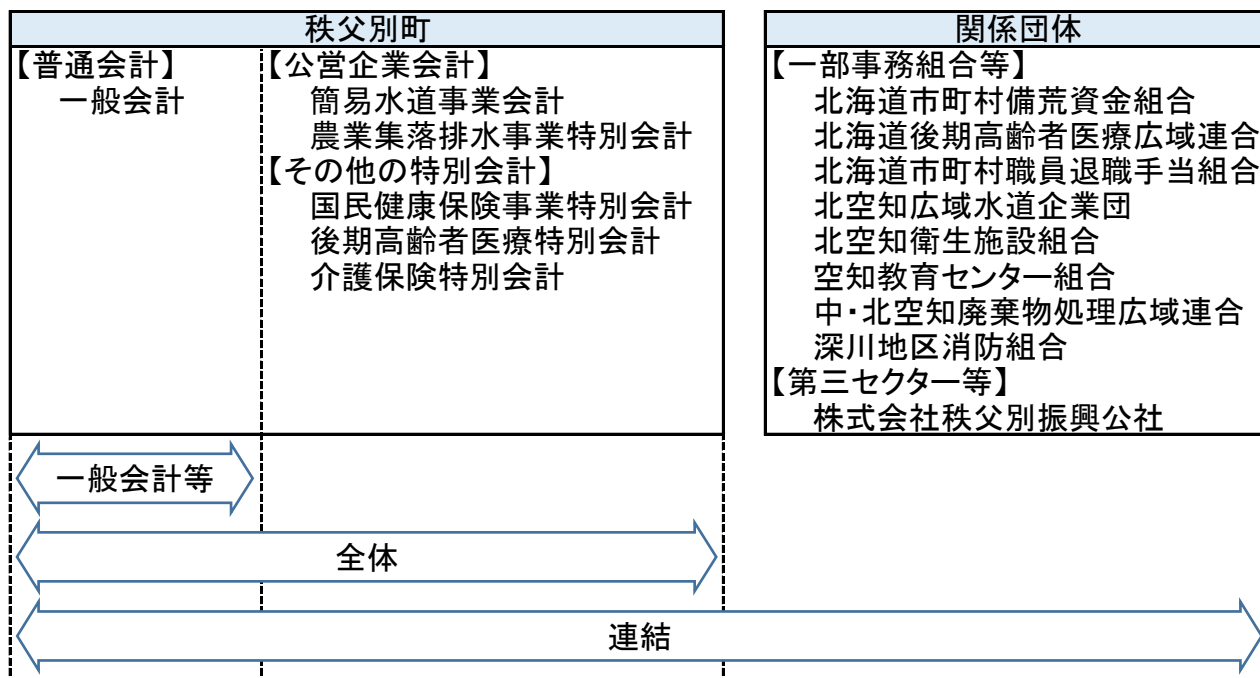 秩父別町
【普通会計】
一般会計
【公営企業会計】
簡易水道事業会計
農業集落排水事業特別会計
【その他の特別会計】
国民健康保険事業特別会計
後期高齢者医療特別会計
介護保険特別会計
関係団体
【一部事務組合等】
北海道市町村備荒資金組合
北海道後期高齢者医療広域連合
北海道市町村職員退職手当組合
北空知広域水道企業団
北空知衛生施設組合
空知教育センター組合
中・北空知廃棄物処理広域連合
深川地区消防組合
【第三セクター等】
株式会社秩父別振興公社
一般会計等
全体
連結